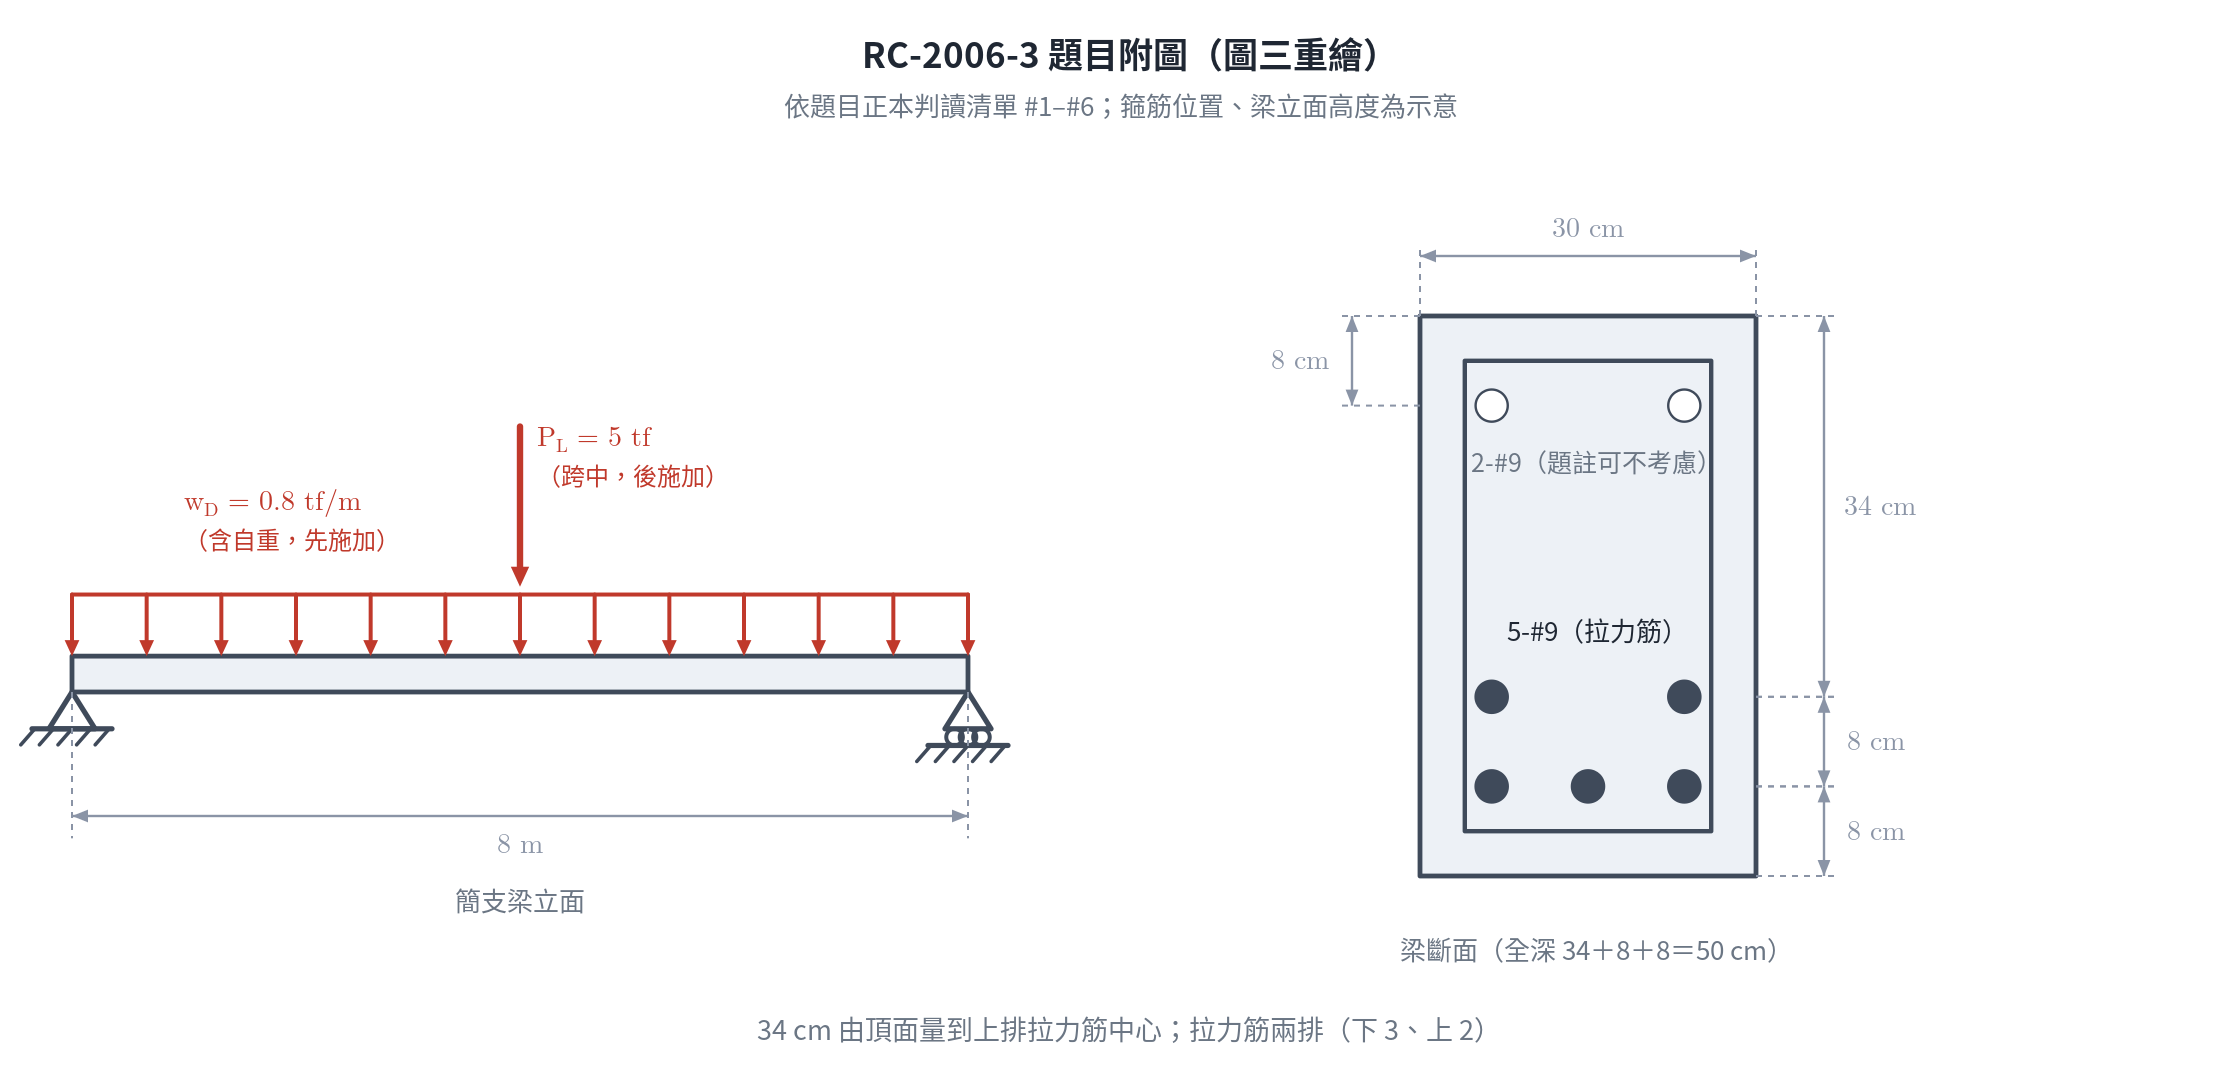 RC-2006-3 題目附圖（圖三重繪）
依題目正本判讀清單 #1–#6；箍筋位置、梁立面高度為示意
P_L = 5 tf
（跨中，後施加）
w_D = 0.8 tf/m
（含自重，先施加）
8 m
簡支梁立面
30 cm
8 cm
2-#9（題註可不考慮）
34 cm
5-#9（拉力筋）
8 cm
8 cm
梁斷面（全深 34＋8＋8＝50 cm）
34 cm 由頂面量到上排拉力筋中心；拉力筋兩排（下 3、上 2）